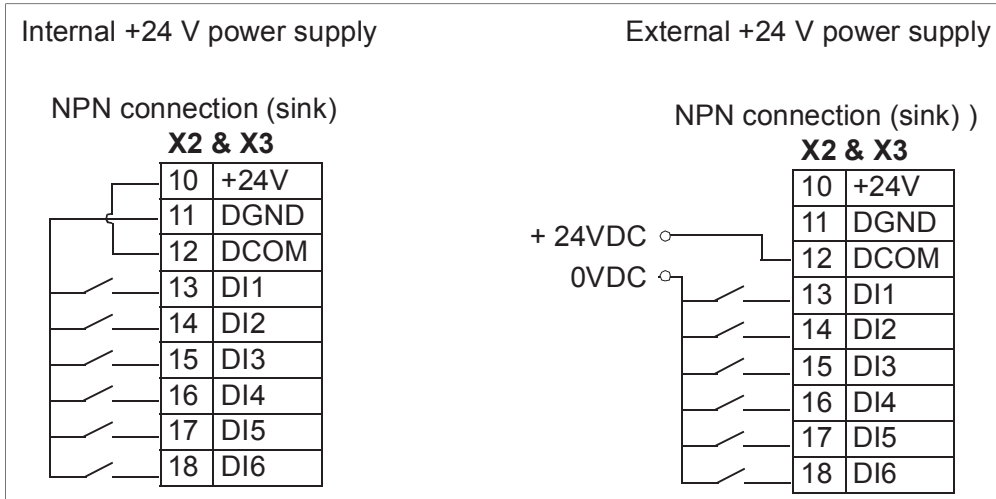 Internal +24 V power supply
NPN connection (sink)
X2 & X3
10 +24V
11 DGND
12 DCOM
13 DI1
14 DI2
15 DI3
16 DI4
17 DI5
18 DI6
External +24 V power supply
NPN connection (sink) )
X2 & X3
10 +24V
11 DGND
+ 24VDC
12 DCOM
0VDC
13 DI1
14 DI2
15 DI3
16 DI4
17 DI5
18 DI6